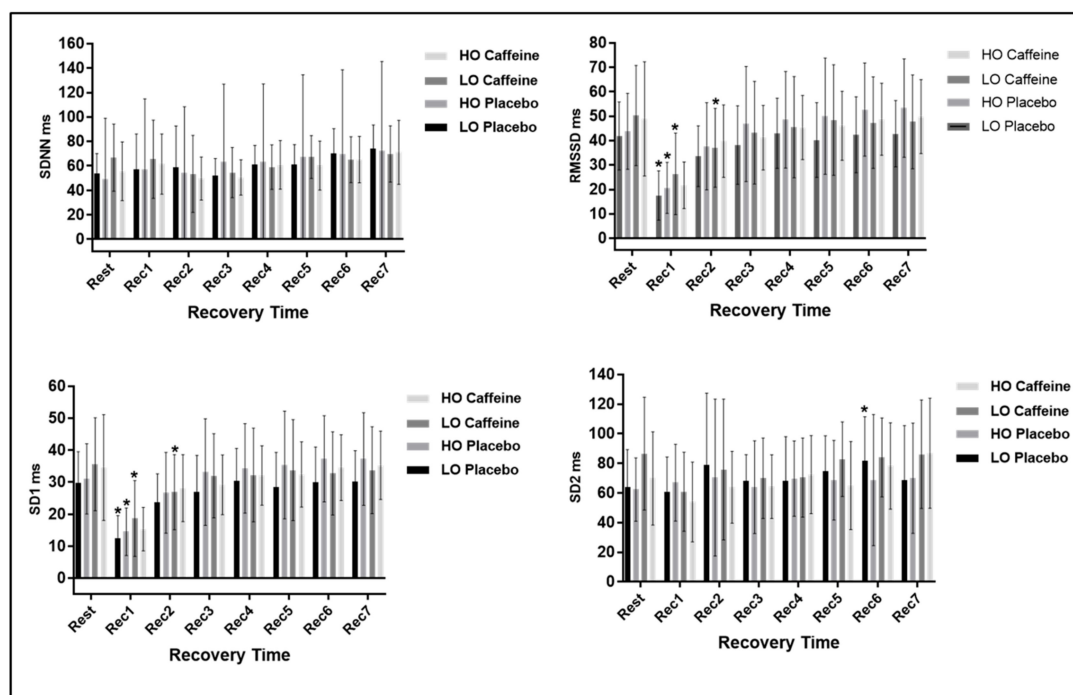 160
140
120
100
80
60
40
20
0
SDNN ms
HO Caffeine
LO Caffeine
HO Placebo
LO Placebo
Rest Rec1 Rec2 Rec3 Rec4 Rec5 Rec6 Rec7
Recovery Time
80
70
60
50
40
30
20
10
0
RMSSD ms
* * * *
HO Caffeine
LO Caffeine
HO Placebo
LO Placebo
Rest Rec1 Rec2 Rec3 Rec4 Rec5 Rec6 Rec7
Recovery Time
60
50
40
30
20
10
0
SD1 ms
* * * *
HO Caffeine
LO Caffeine
HO Placebo
LO Placebo
Rest Rec1 Rec2 Rec3 Rec4 Rec5 Rec6 Rec7
Recovery Time
140
120
100
80
60
40
20
0
SD2 ms
*
HO Caffeine
LO Caffeine
HO Placebo
LO Placebo
Rest Rec1 Rec2 Rec3 Rec4 Rec5 Rec6 Rec7
Recovery Time